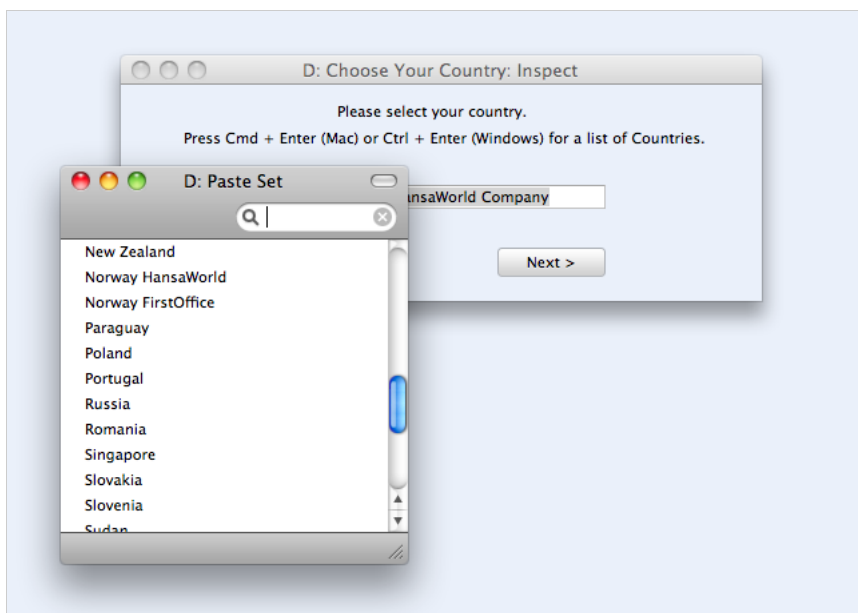 D: Choose Your Country: Inspect
Please select your country.
Press Cmd + Enter (Mac) or Ctrl + Enter (Windows) for a list of Countries.
D: Paste Set
ansaWorld Company
New Zealand
Next >
Norway HansaWorld
Norway FirstOffice
Paraguay
Poland
Portugal
Russia
Romania
Singapore
Slovakia
Slovenia
Sudan